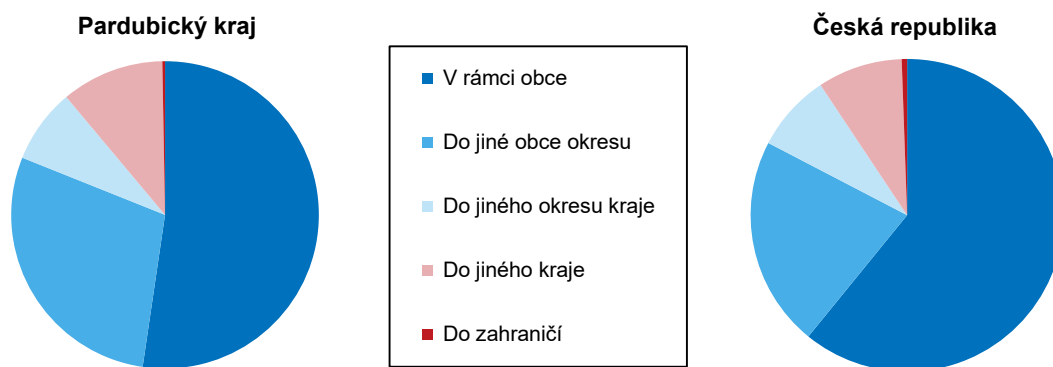 Pardubický kraj
Česká republika
V rámci obce
Do jiné obce okresu
Do jiného okresu kraje
Do jiného kraje
Do zahraničí